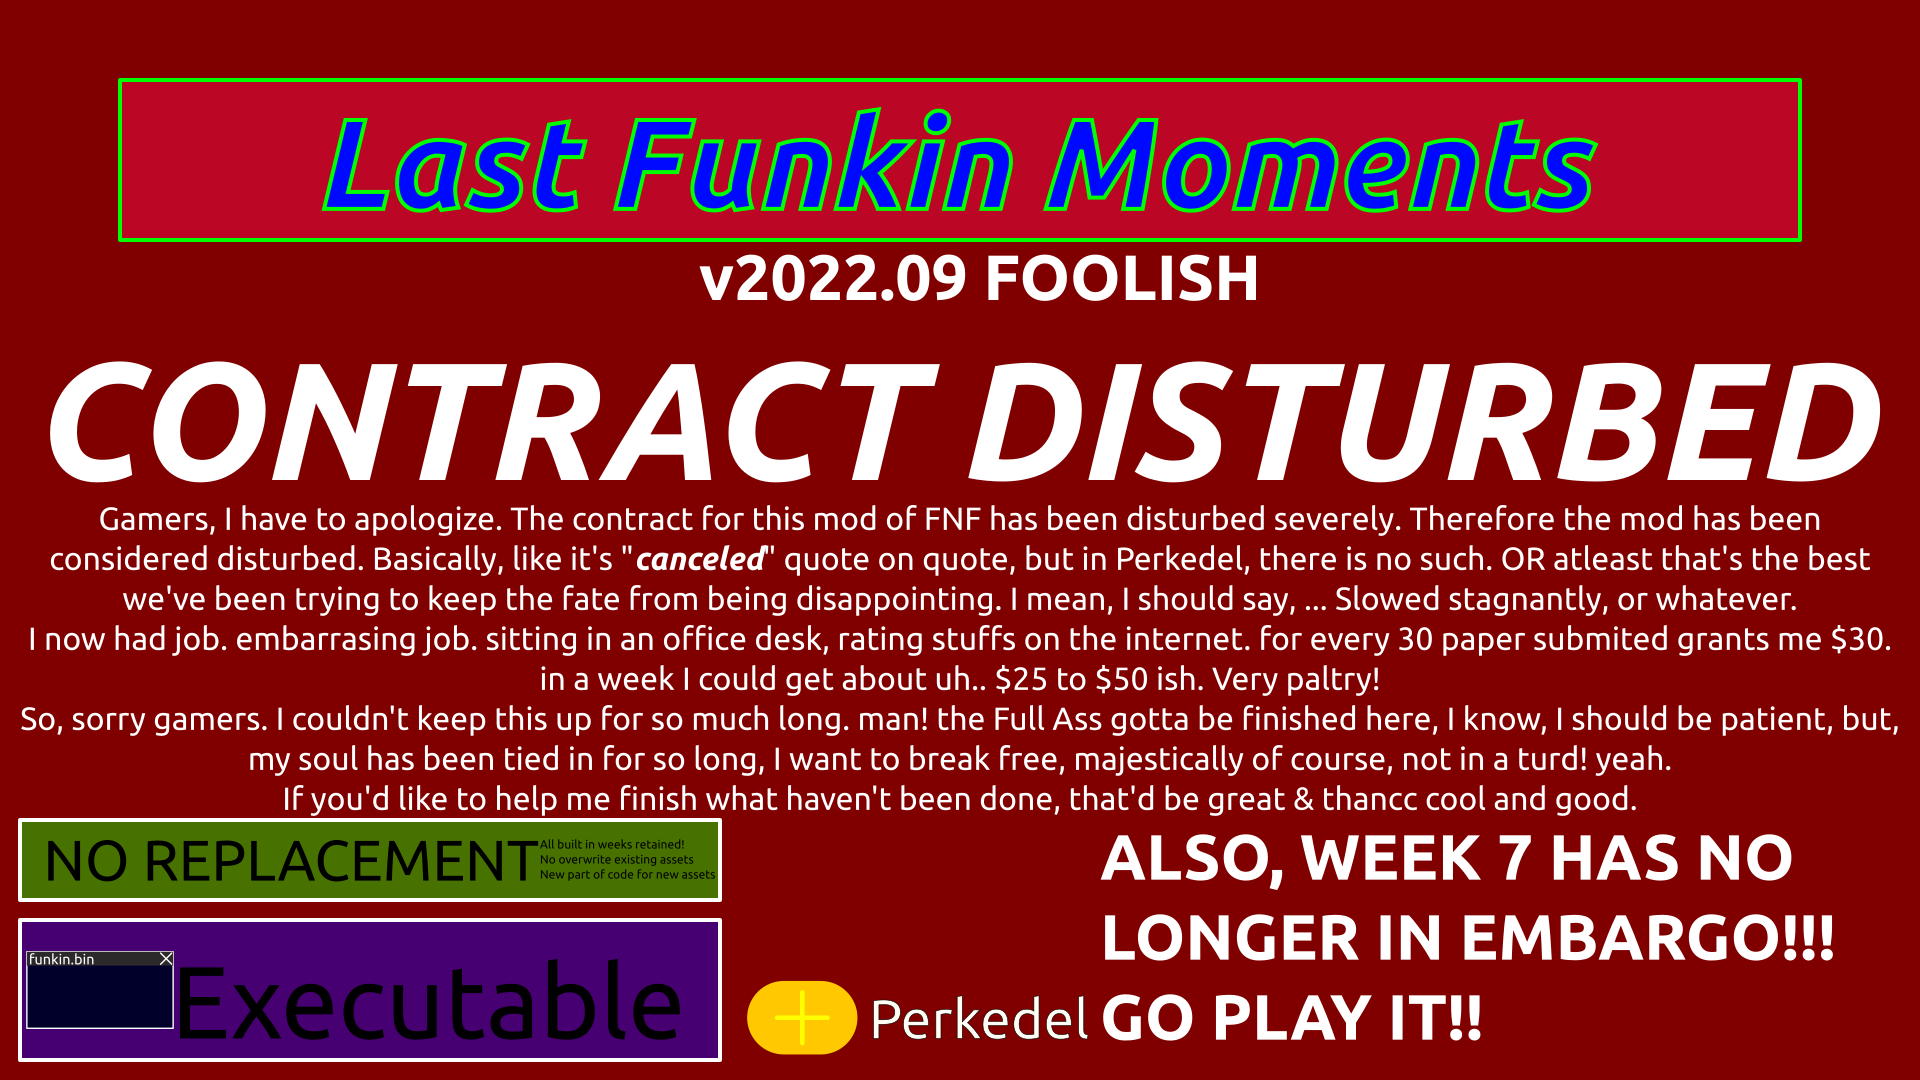 Last Funkin Moments
v2022.09 FOOLISH
CONTRACT DISTURBED
Gamers, I have to apologize. The contract for this mod of FNF has been disturbed severely. Therefore the mod has been
considered disturbed. Basically, like it's "canceled" quote on quote, but in Perkedel, there is no such. OR atleast that's the best
we've been trying to keep the fate from being disappointing. I mean, I should say, ... Slowed stagnantly, or whatever.
I now had job. embarrasing job. sitting in an office desk, rating stuffs on the internet. for every 30 paper submited grants me $30.
in a week I could get about uh.. $25 to $50 ish. Very paltry!
So, sorry gamers. I couldn't keep this up for so much long. man! the Full Ass gotta be finished here, I know, I should be patient, but,
my soul has been tied in for so long, I want to break free, majestically of course, not in a turd! yeah.
If you'd like to help me finish what haven't been done, that'd be great & thancc cool and good.
NO REPLACEMENT
All built in weeks retained!
No overwrite existing assets
New part of code for new assets
funkin.bin
Executable
Perkedel
ALSO, WEEK 7 HAS NO
LONGER IN EMBARGO!!!
GO PLAY IT!!